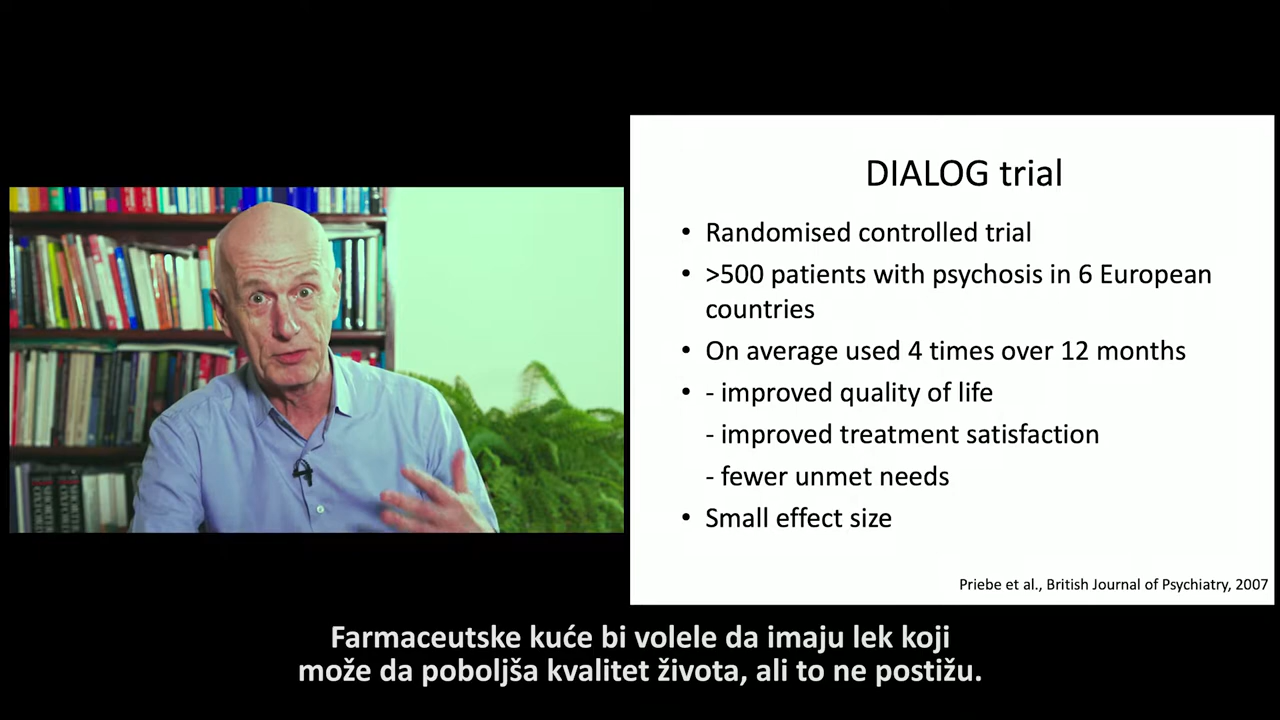 DIALOG trial
• Randomised controlled trial
• >500 patients with psychosis in 6 European
countries
• On average used 4 times over 12 months
• - improved quality of life
- improved treatment satisfaction
- fewer unmet needs
• Small effect size
Priebe et al., British Journal of Psychiatry, 2007
Farmaceutske kuće bi volele da imaju lek koji
može da poboljša kvalitet života, ali to ne postižu.